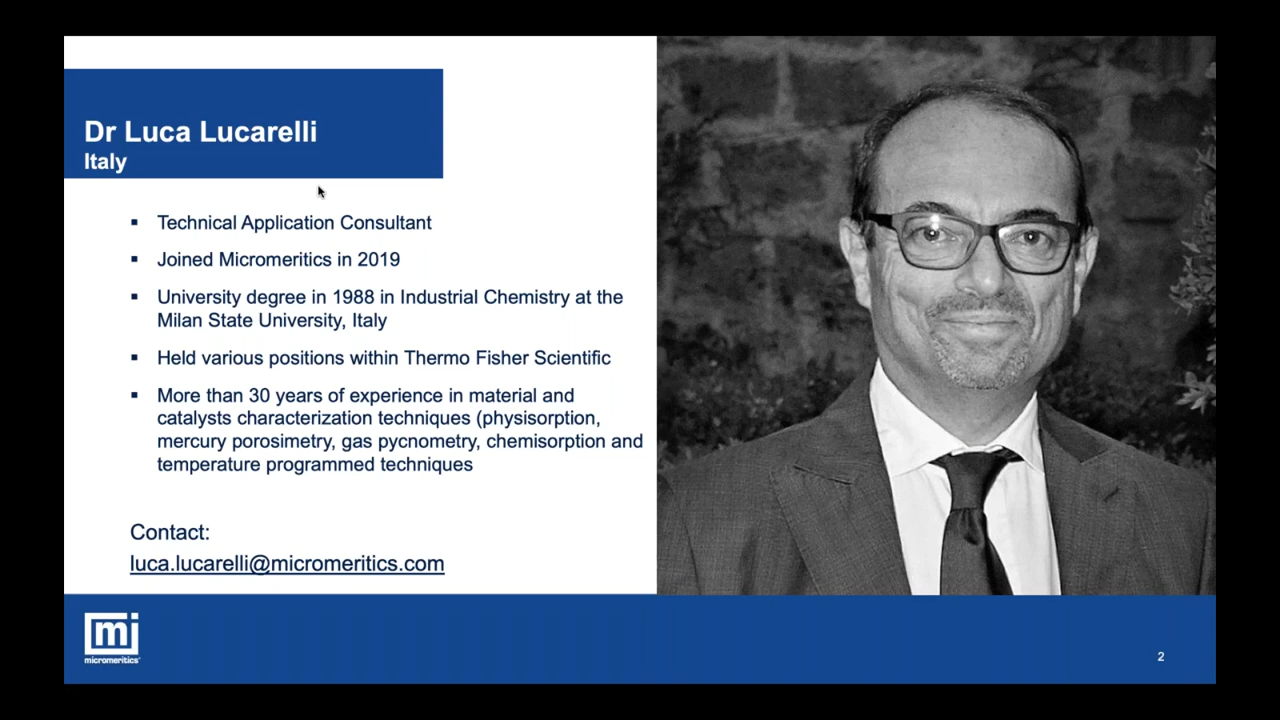 Dr Luca Lucarelli
Italy
▪ Technical Application Consultant
▪ Joined Micromeritics in 2019
▪ University degree in 1988 in Industrial Chemistry at the
Milan State University, Italy
▪ Held various positions within Thermo Fisher Scientific
▪ More than 30 years of experience in material and
catalysts characterization techniques (physisorption,
mercury porosimetry, gas pycnometry, chemisorption and
temperature programmed techniques
Contact:
luca.lucarelli@micromeritics.com
mi
micromeritics®
2